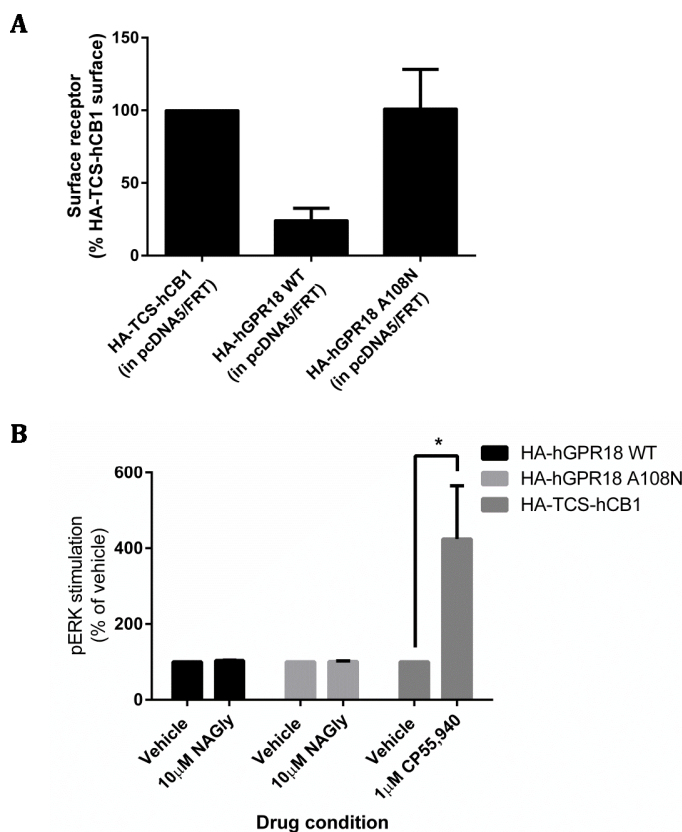 A
Surface receptor
(% HA-TCS-hCB1 surface)
150
100
50
0
HA-TCS-hCB1
(in pcDNA5/FRT)
HA-hGPR18 WT
(in pcDNA5/FRT)
HA-hGPR18 A108N
(in pcDNA5/FRT)
B
pERK stimulation
(% of vehicle)
600
400
200
0
*
HA-hGPR18 WT
HA-hGPR18 A108N
HA-TCS-hCB1
Vehicle
10μM NAGly
Vehicle
10μM NAGly
Vehicle
1μM CP55,940
Drug condition